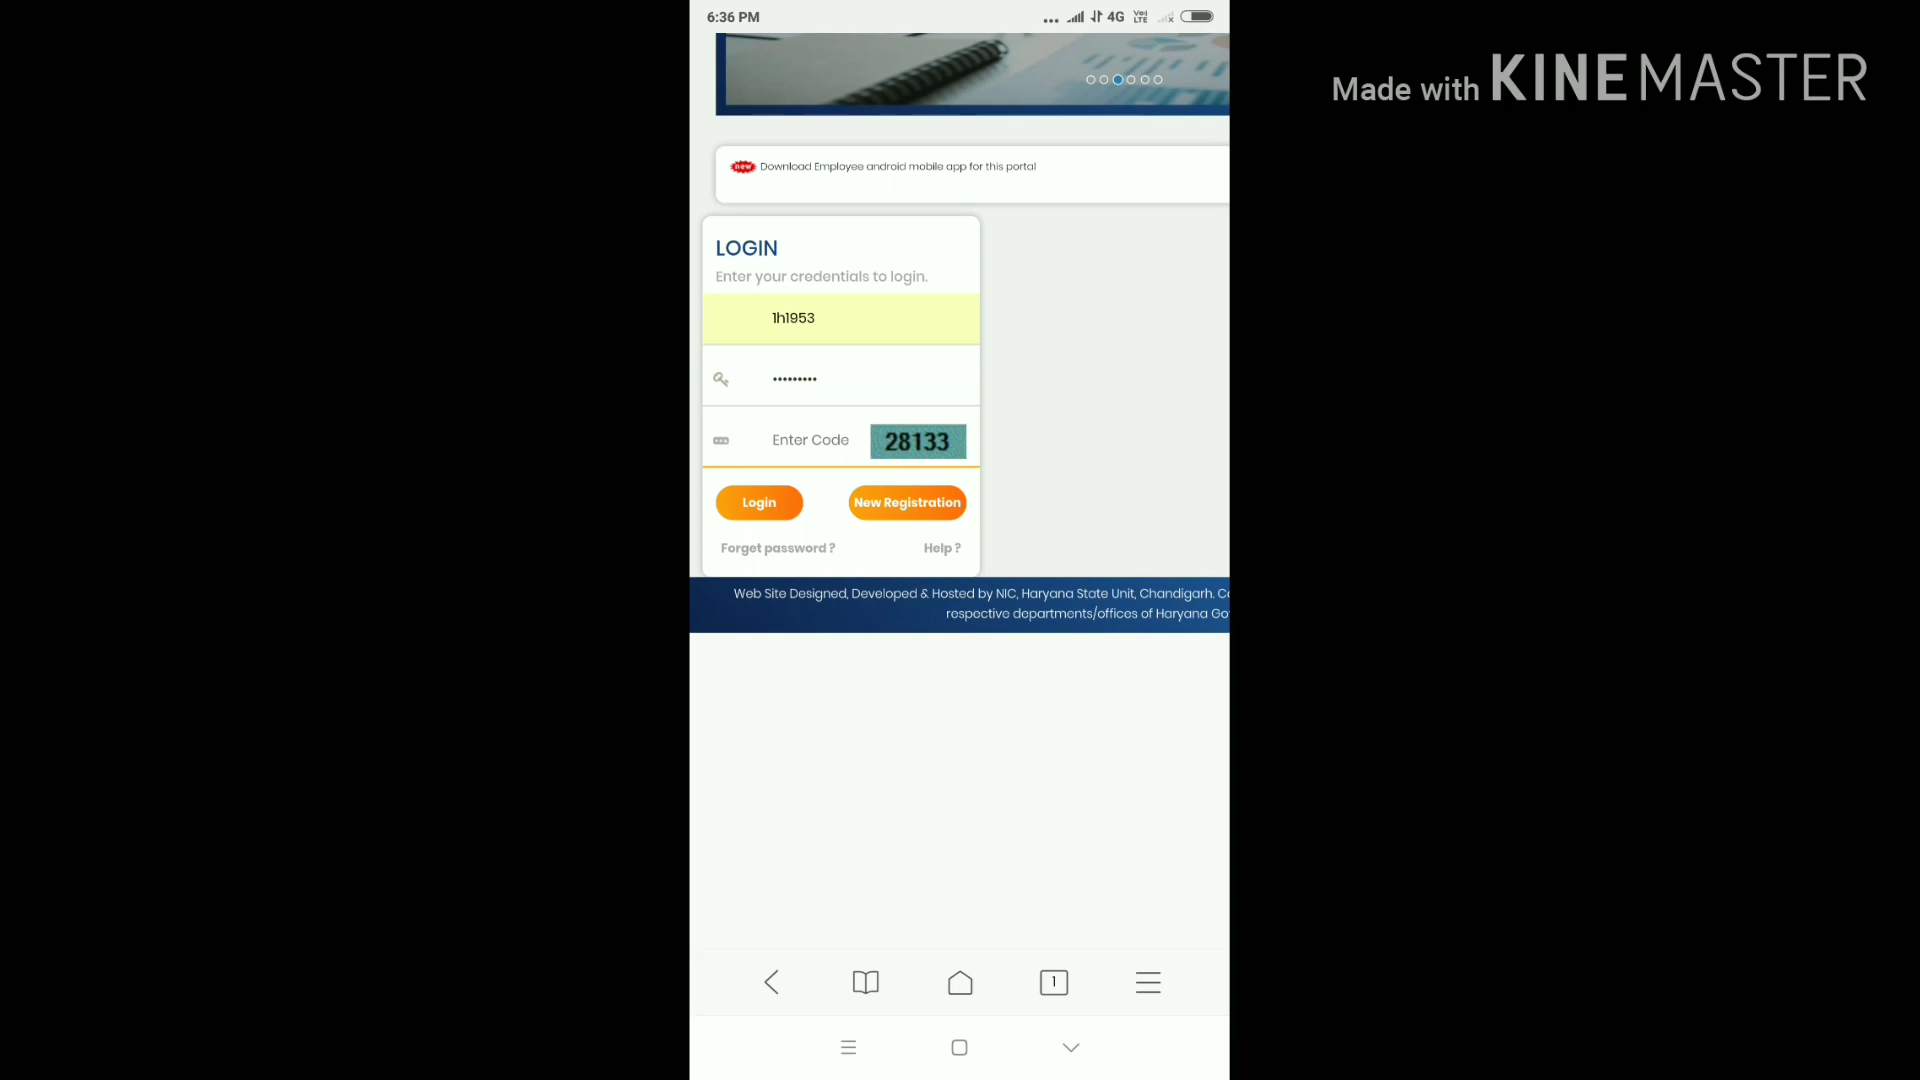 6:36 PM
4G
Vo)
LTE
Made with KINEMASTER
new Download Employee android mobile app for this portal
LOGIN
Enter your credentials to login.
1h1953
•••••••••
Enter Code
28133
Login
New Registration
Forget password ?
Help ?
Web Site Designed, Developed & Hosted by NIC, Haryana State Unit, Chandigarh.
respective departments/offices of Haryana
1